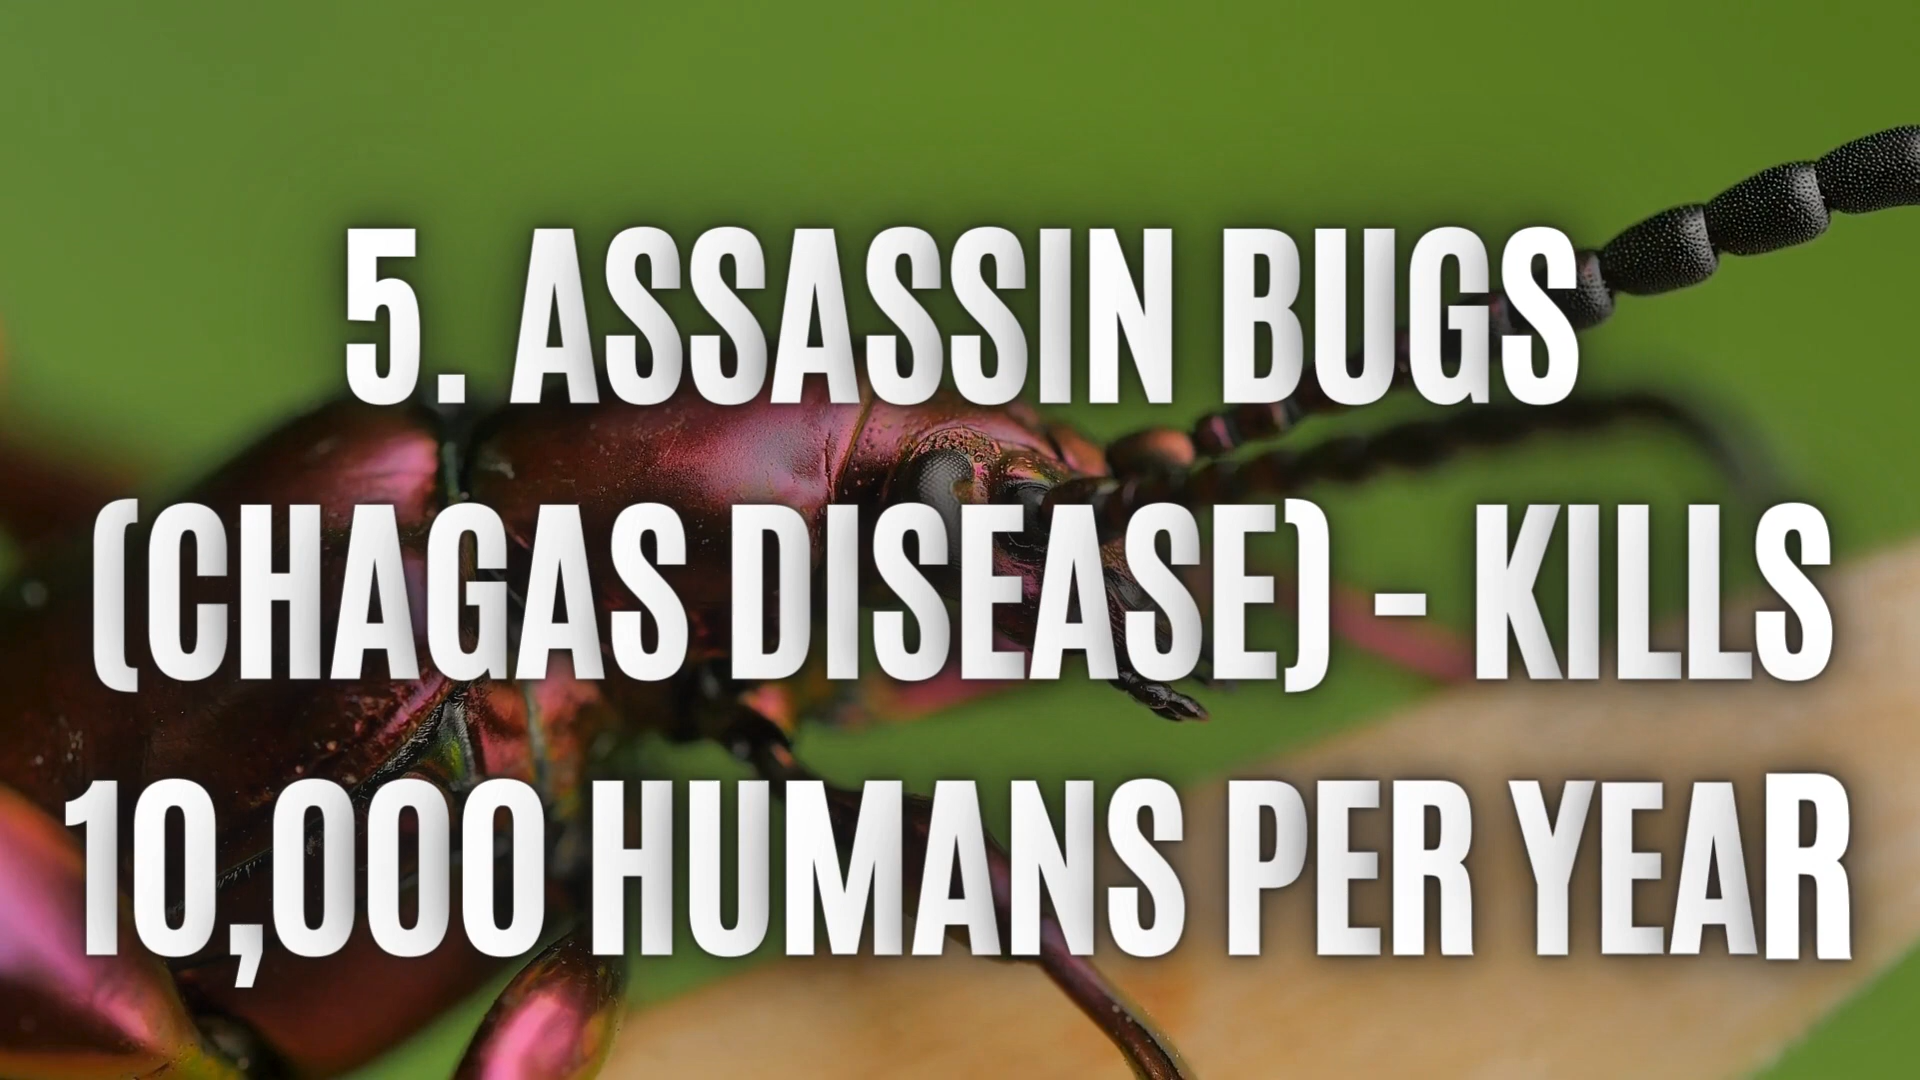 5. ASSASSIN BUGS
(CHAGAS DISEASE) - KILLS
10,000 HUMANS PER YEAR